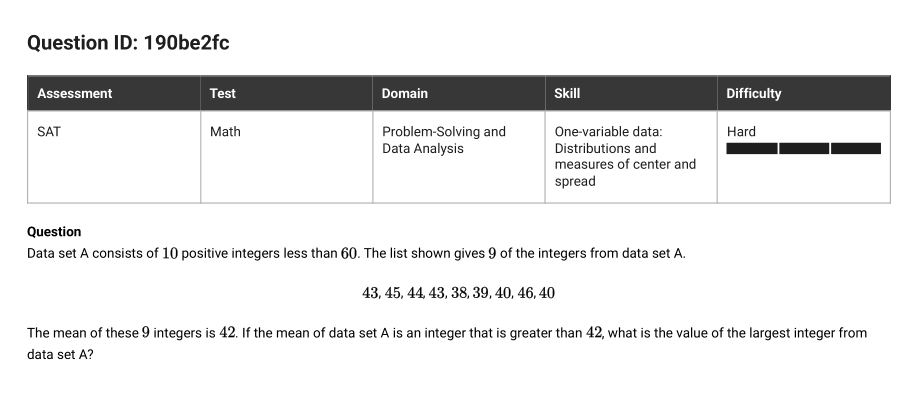 Question ID: 190be2fc
Assessment Test Domain Skill Difficulty
SAT Math Problem-Solving and Data Analysis One-variable data: Distributions and measures of center and spread Hard
Question
Data set A consists of 10 positive integers less than 60. The list shown gives 9 of the integers from data set A.
43, 45, 44, 43, 38, 39, 40, 46, 40
The mean of these 9 integers is 42. If the mean of data set A is an integer that is greater than 42, what is the value of the largest integer from
data set A?